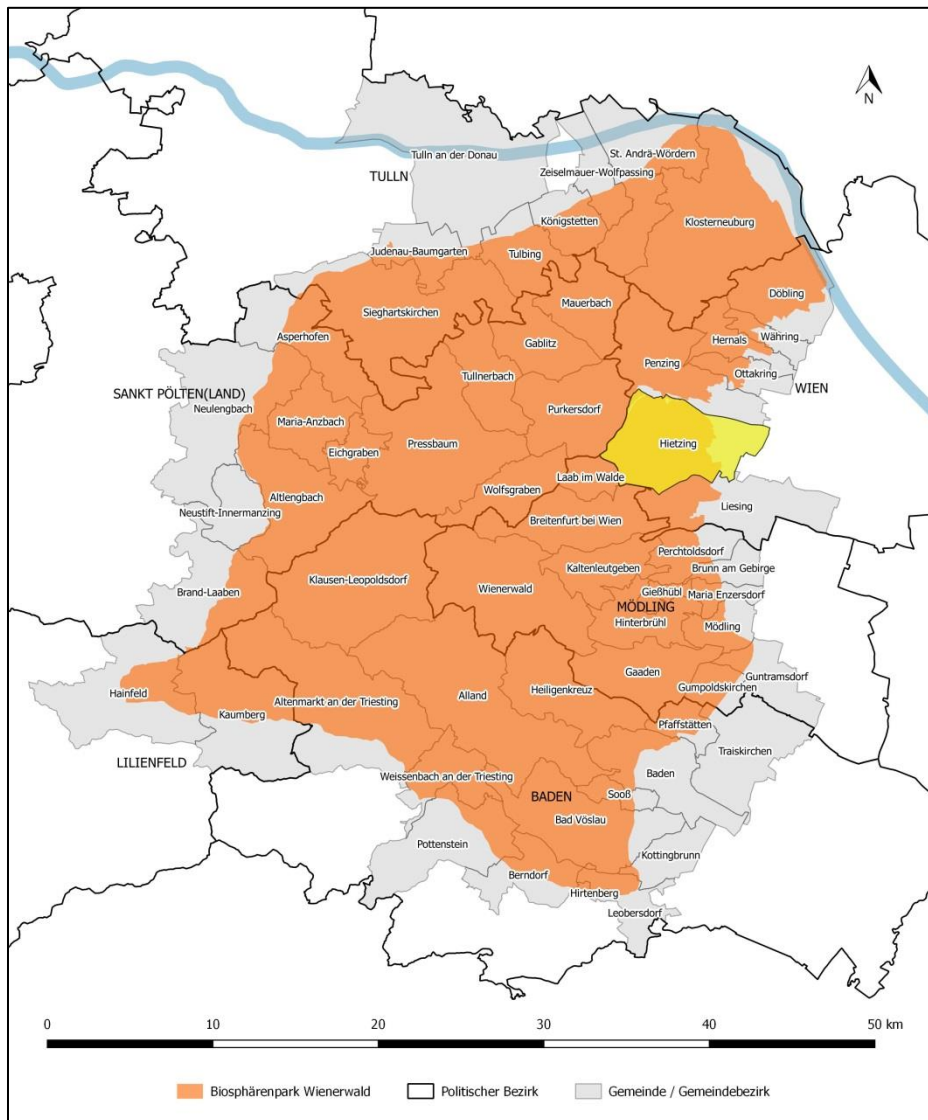 N
St. Andrä-Wördern
Tulln an der Donau
TULLN
Zeiselmauer-Wolfpassing
Königstetten
Klosterneuburg
Judenau-Baumgarten
Tulbing
Döbling
Mauerbach
Sieghartskirchen
Asperhofen
Gablitz
Hernals
Währing
Penzing
Ottakring
Tullnerbach
WIEN
SANKT PÖLTEN(LAND)
Neulengbach
Purkersdorf
Maria-Anzbach
Pressbaum
Hietzing
Eichgraben
Laab im Walde
Wolfsgraben
Altlengbach
Neustift-Innermanzing
Liesing
Breitenfurt bei Wien
Perchtoldsdorf
Kaltenleutgeben
Brunn am Gebirge
Klausen-Leopoldsdorf
Wienerwald
Brand-Laaben
Gießhübl
Maria Enzersdorf
MÖDLING
Hinterbrühl
Mödling
Gaaden
Guntramsdorf
Gumpoldskirchen
Hainfeld
Alland
Heiligenkreuz
Altenmarkt an der Triesting
Kaumberg
Pfaffstätten
Traiskirchen
LILIENFELD
Weissenbach an der Triesting
Baden
BADEN
Sooß
Bad Vöslau
Pottenstein
Kottingbrunn
Berndorf
Hirtenberg
Leobersdorf
0 10 20 30 40 50 km
Biosphärenpark Wienerwald Politischer Bezirk Gemeinde / Gemeindebezirk